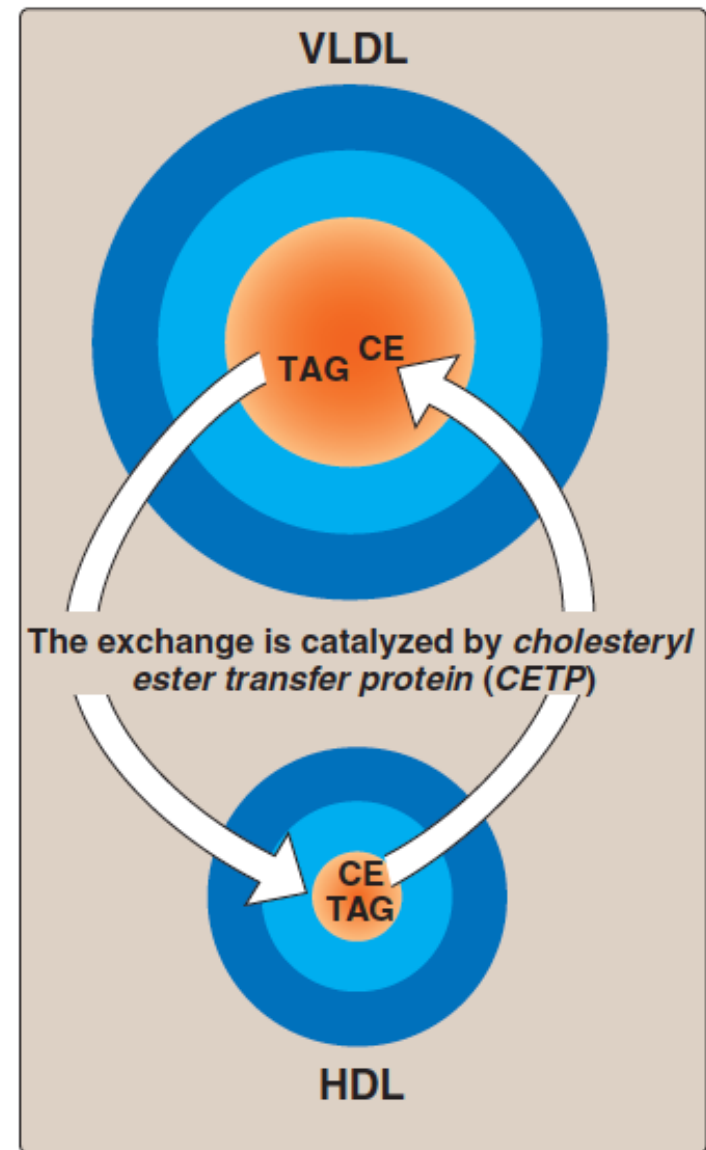 VLDL
TAG CE
The exchange is catalyzed by cholesteryl
ester transfer protein (CETP)
CE
TAG
HDL